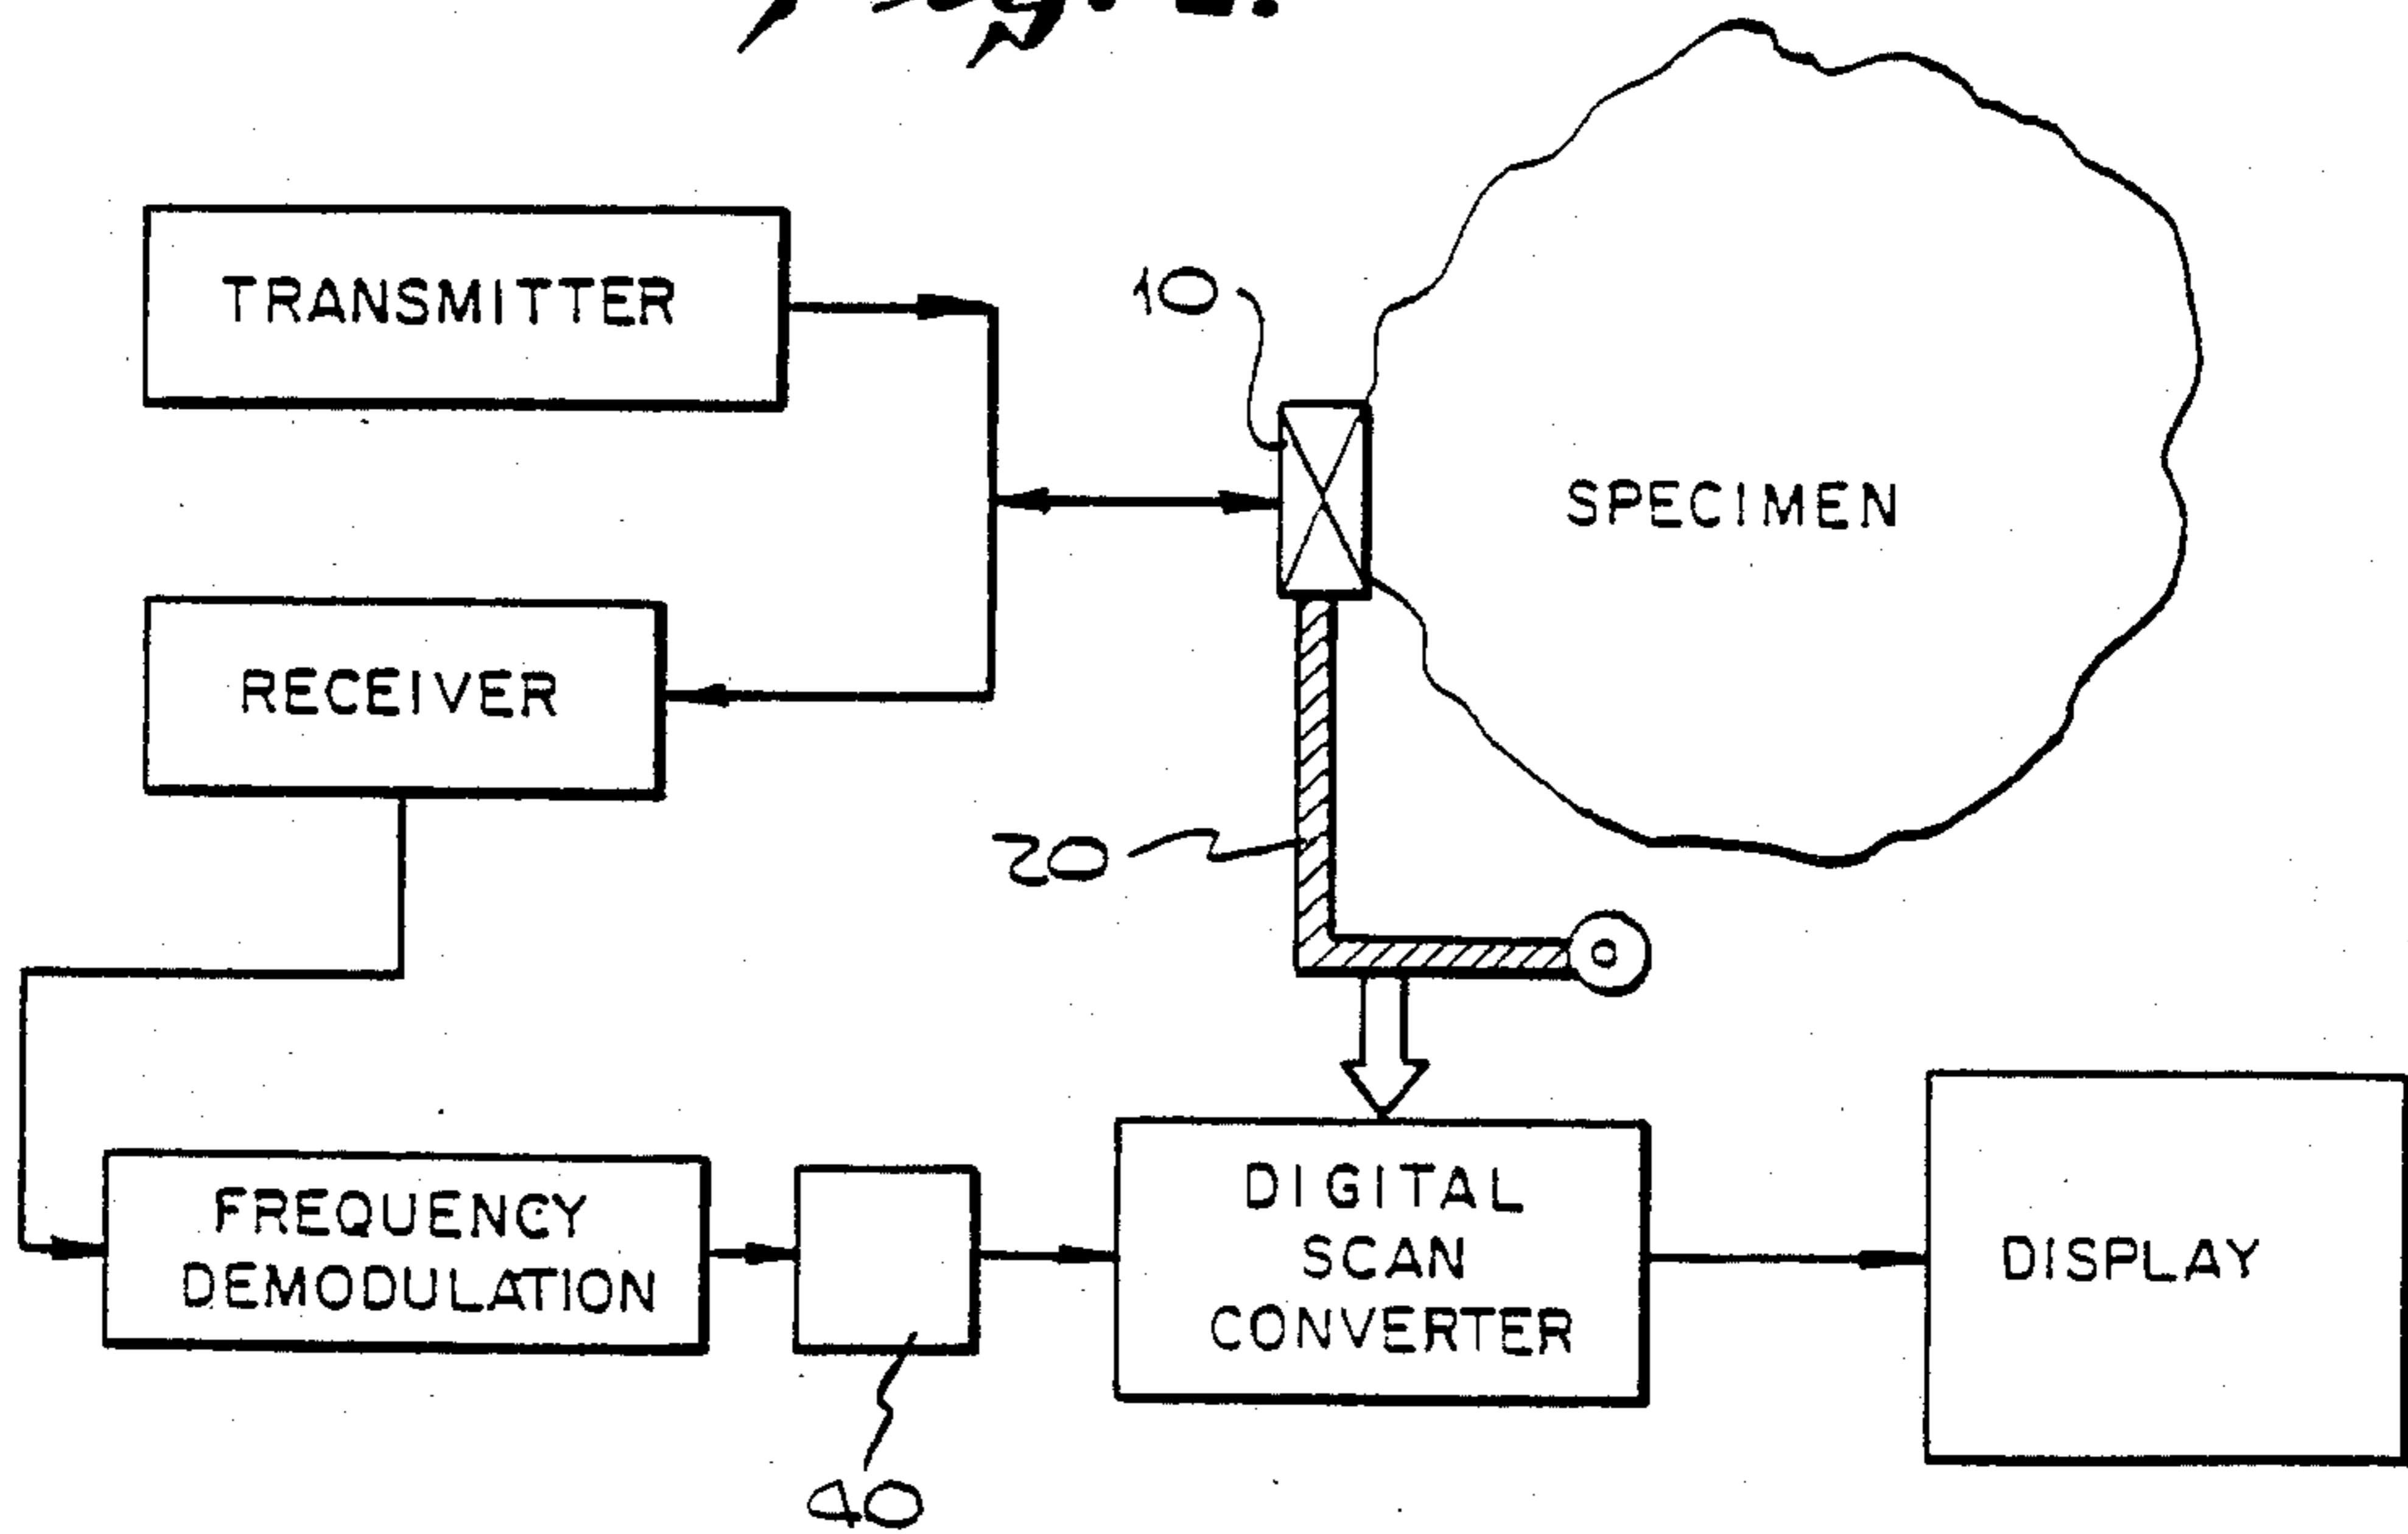 TRANSMITTER
10
SPECIMEN
RECEIVER
20
FREQUENCY
DEMODULATION
40
DIGITAL
SCAN
CONVERTER
DISPLAY